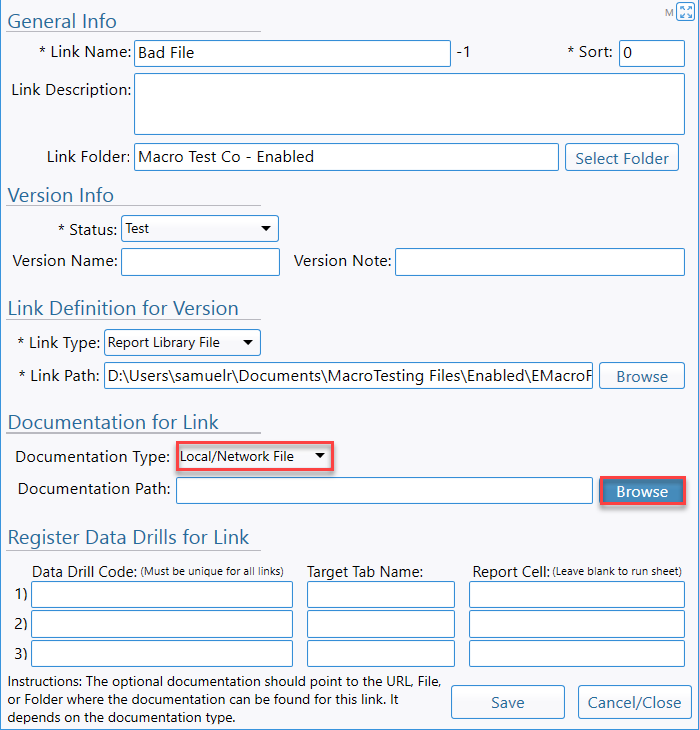 General Info
M
* Link Name: Bad File -1 * Sort: 0
Link Description:
Link Folder: Macro Test Co - Enabled Select Folder
Version Info
* Status: Test
Version Name: Version Note:
Link Definition for Version
* Link Type: Report Library File
* Link Path: D:\Users\samuelr\Documents\MacroTesting Files\Enabled\EMacroF Browse
Documentation for Link
Documentation Type: Local/Network File
Documentation Path: Browse
Register Data Drills for Link
Data Drill Code: (Must be unique for all links) Target Tab Name: Report Cell: (Leave blank to run sheet)
1)
2)
3)
Instructions: The optional documentation should point to the URL, File,
or Folder where the documentation can be found for this link. It
depends on the documentation type.
Save Cancel/Close